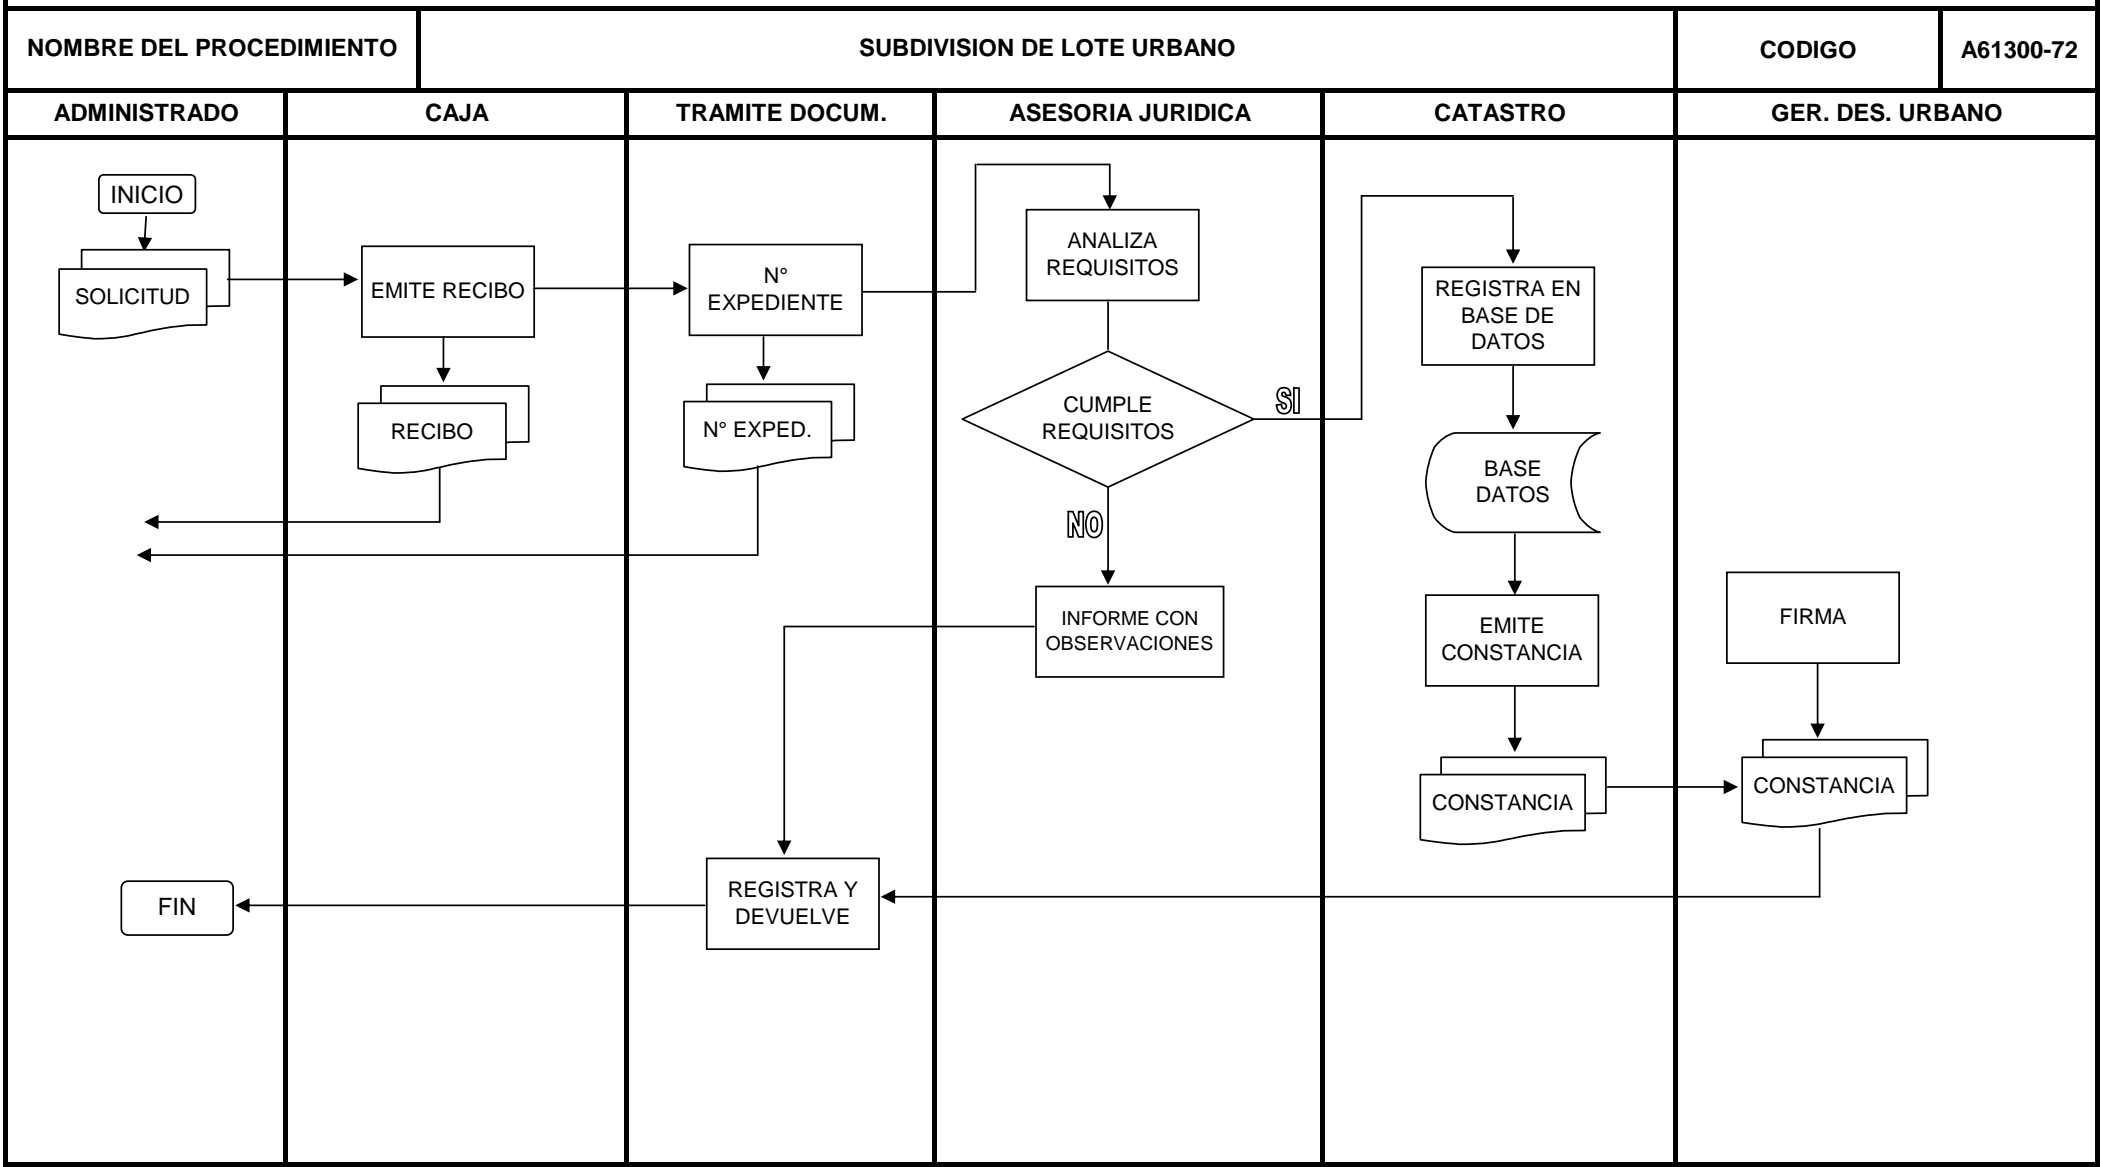 NOMBRE DEL PROCEDIMIENTO
SUBDIVISION DE LOTE URBANO
CODIGO
A61300-72
ADMINISTRADO
CAJA
TRAMITE DOCUM.
ASESORIA JURIDICA
CATASTRO
GER. DES. URBANO
INICIO
SOLICITUD
EMITE RECIBO
RECIBO
N°
EXPEDIENTE
N° EXPED.
ANALIZA
REQUISITOS
CUMPLE
REQUISITOS
SI
NO
INFORME CON
OBSERVACIONES
REGISTRA EN
BASE DE
DATOS
BASE
DATOS
EMITE
CONSTANCIA
CONSTANCIA
FIRMA
CONSTANCIA
REGISTRA Y
DEVUELVE
FIN